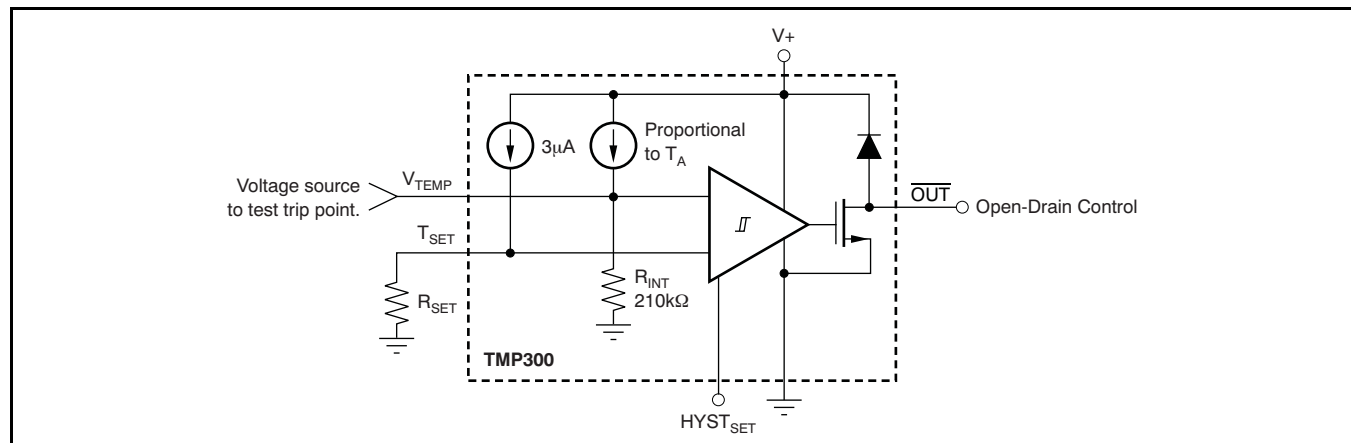 V+
3μA
Proportional
to TA
Voltage source
to test trip point.
VTEMP
OUT
Open-Drain Control
TSET
RSET
RINT
210kΩ
TMP300
HYSTSET